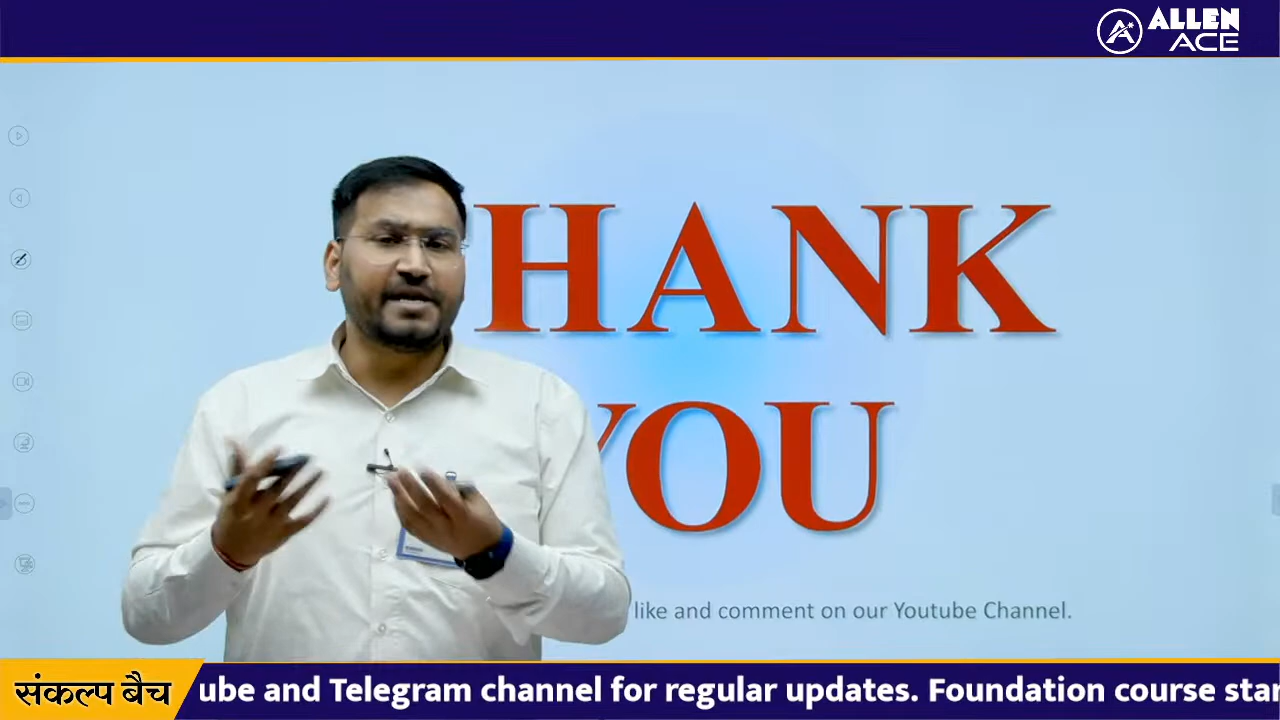 ALLEN
ACE
HANK
YOU
like and comment on our Youtube Channel.
संकल्प बैच
ube and Telegram channel for regular updates. Foundation course star